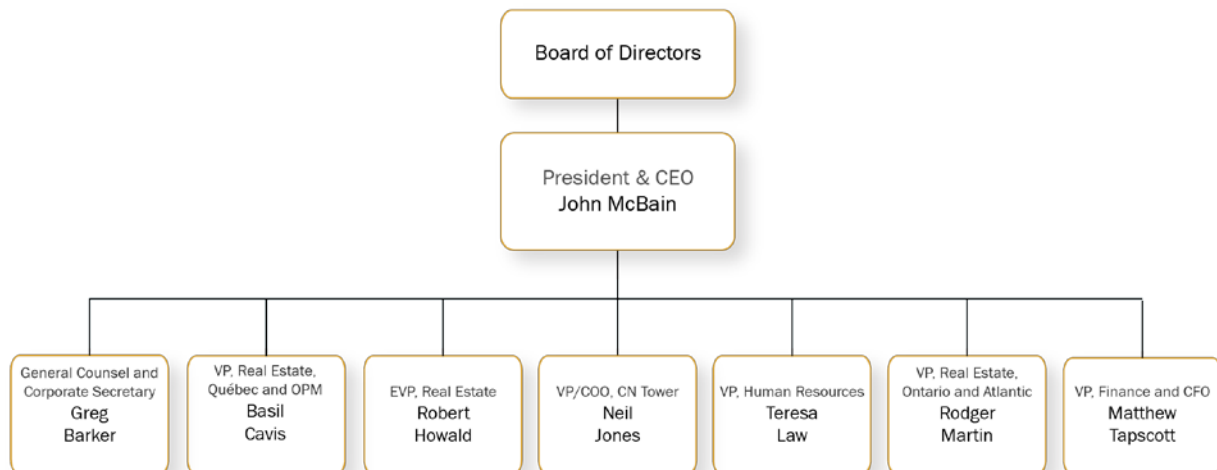 Board of Directors
President & CEO
John McBain
General Counsel and
Corporate Secretary
Greg
Barker
VP, Real Estate,
Québec and OPM
Basil
Cavis
EVP, Real Estate
Robert
Howald
VP/COO, CN Tower
Neil
Jones
VP, Human Resources
Teresa
Law
VP, Real Estate,
Ontario and Atlantic
Rodger
Martin
VP, Finance and CFO
Matthew
Tapscott